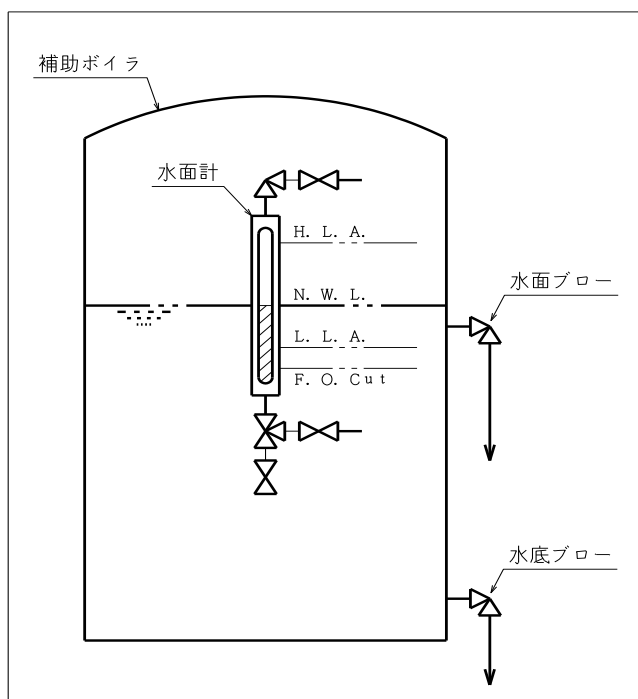 補助ボイラ
水面計
H. L. A.
N. W. L.
水面ブロー
L. L. A.
F. O. Cut
水底ブロー